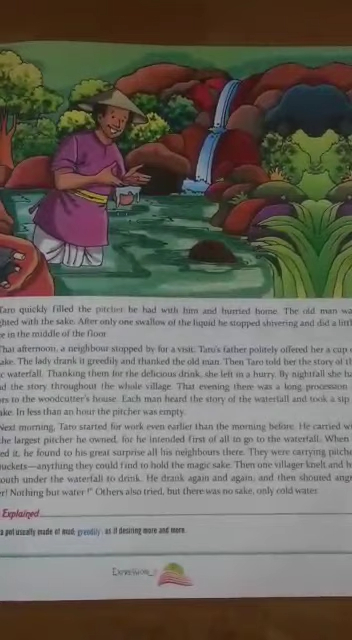 Taro quickly filled the pitcher he had with him and hurried home. The old man wa
ghted with the sake. After only one swallow of the liquid he stopped shivering and did a littl
e in the middle of the floor.
That afternoon, a neighbour stopped by for a visit. Taro's father politely offered her a cup o
ake. The lady drank it greedily and thanked the old man. Then Taro told her the story of th
c waterfall. Thanking them for the delicious drink, she left in a hurry. By nightfall she ha
d the story throughout the whole village. That evening there was a long procession
ors to the woodcutter's house. Each man heard the story of the waterfall and took a sip
ake. In less than an hour the pitcher was empty.
Next morning, Taro started for work even earlier than the morning before. He carried wi
the largest pitcher he owned, for he intended first of all to go to the waterfall. When
ed it, he found to his great surprise all his neighbours there. They were carrying pitche
buckets—anything they could find to hold the magic sake. Then one villager knelt and h
outh under the waterfall to drink. He drank again and again, and then shouted angr
er! Nothing but water!" Others also tried, but there was no sake, only cold water.
Explained
a pot usually made of mud; greedily : as if desiring more and more